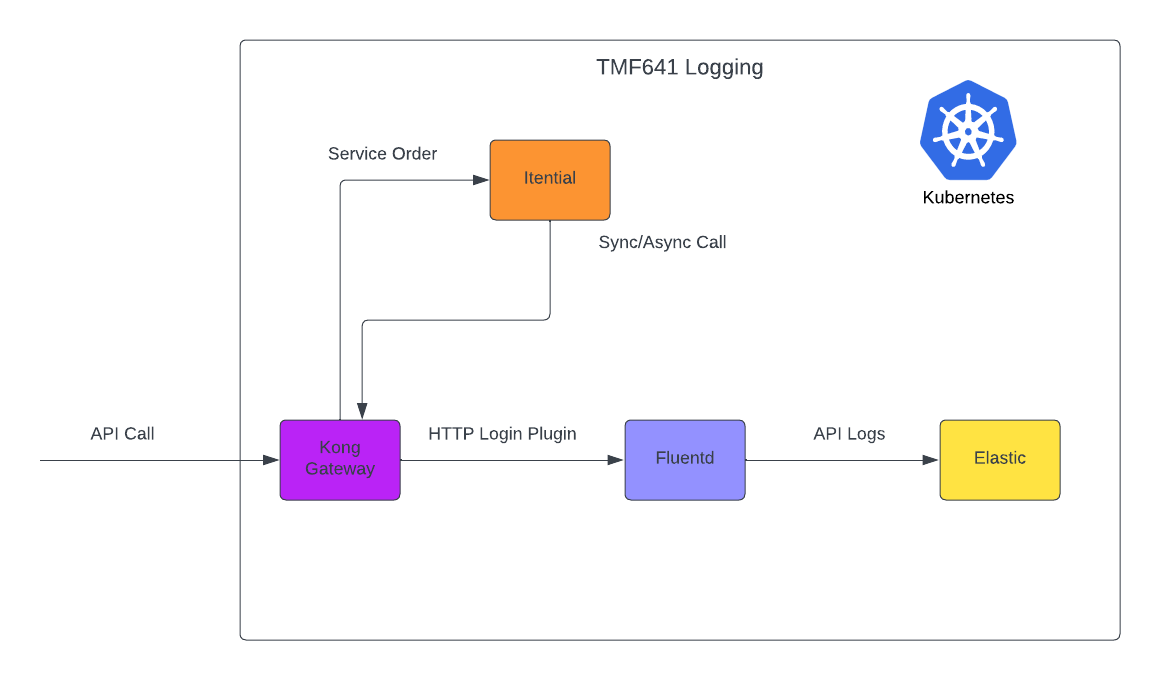 TMF641 Logging
Kubernetes
Service Order
Itential
Sync/Async Call
API Call
Kong
Gateway
HTTP Login Plugin
Fluentd
API Logs
Elastic